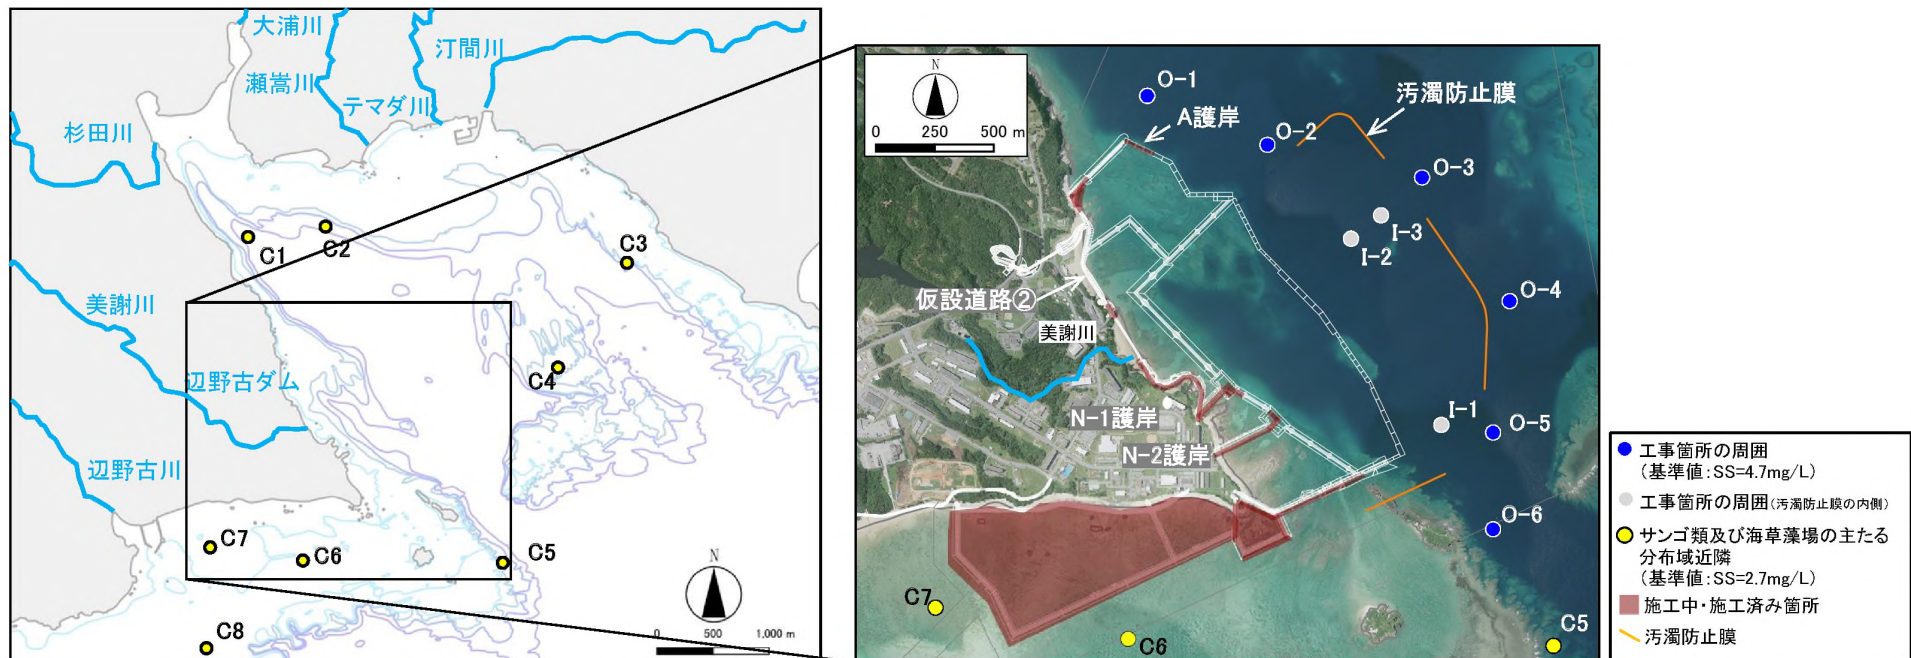 大浦川
瀬嵩川
テマダ川
汀間川
杉田川
C1
C2
C3
美謝川
辺野古ダム
C4
辺野古川
C7
C6
C5
C8
N
0 500 1,000 m
N
0 250 500 m
O-1
A護岸
汚濁防止膜
O-2
O-3
I-3
I-2
仮設道路②
O-4
美謝川
N-1護岸
I-1
O-5
N-2護岸
O-6
C7
C6
C5
工事箇所の周囲
(基準値:SS=4.7mg/L)
工事箇所の周囲(汚濁防止膜の内側)
サンゴ類及び海草藻場の主たる
分布域近隣
(基準値:SS=2.7mg/L)
施工中・施工済み箇所
汚濁防止膜